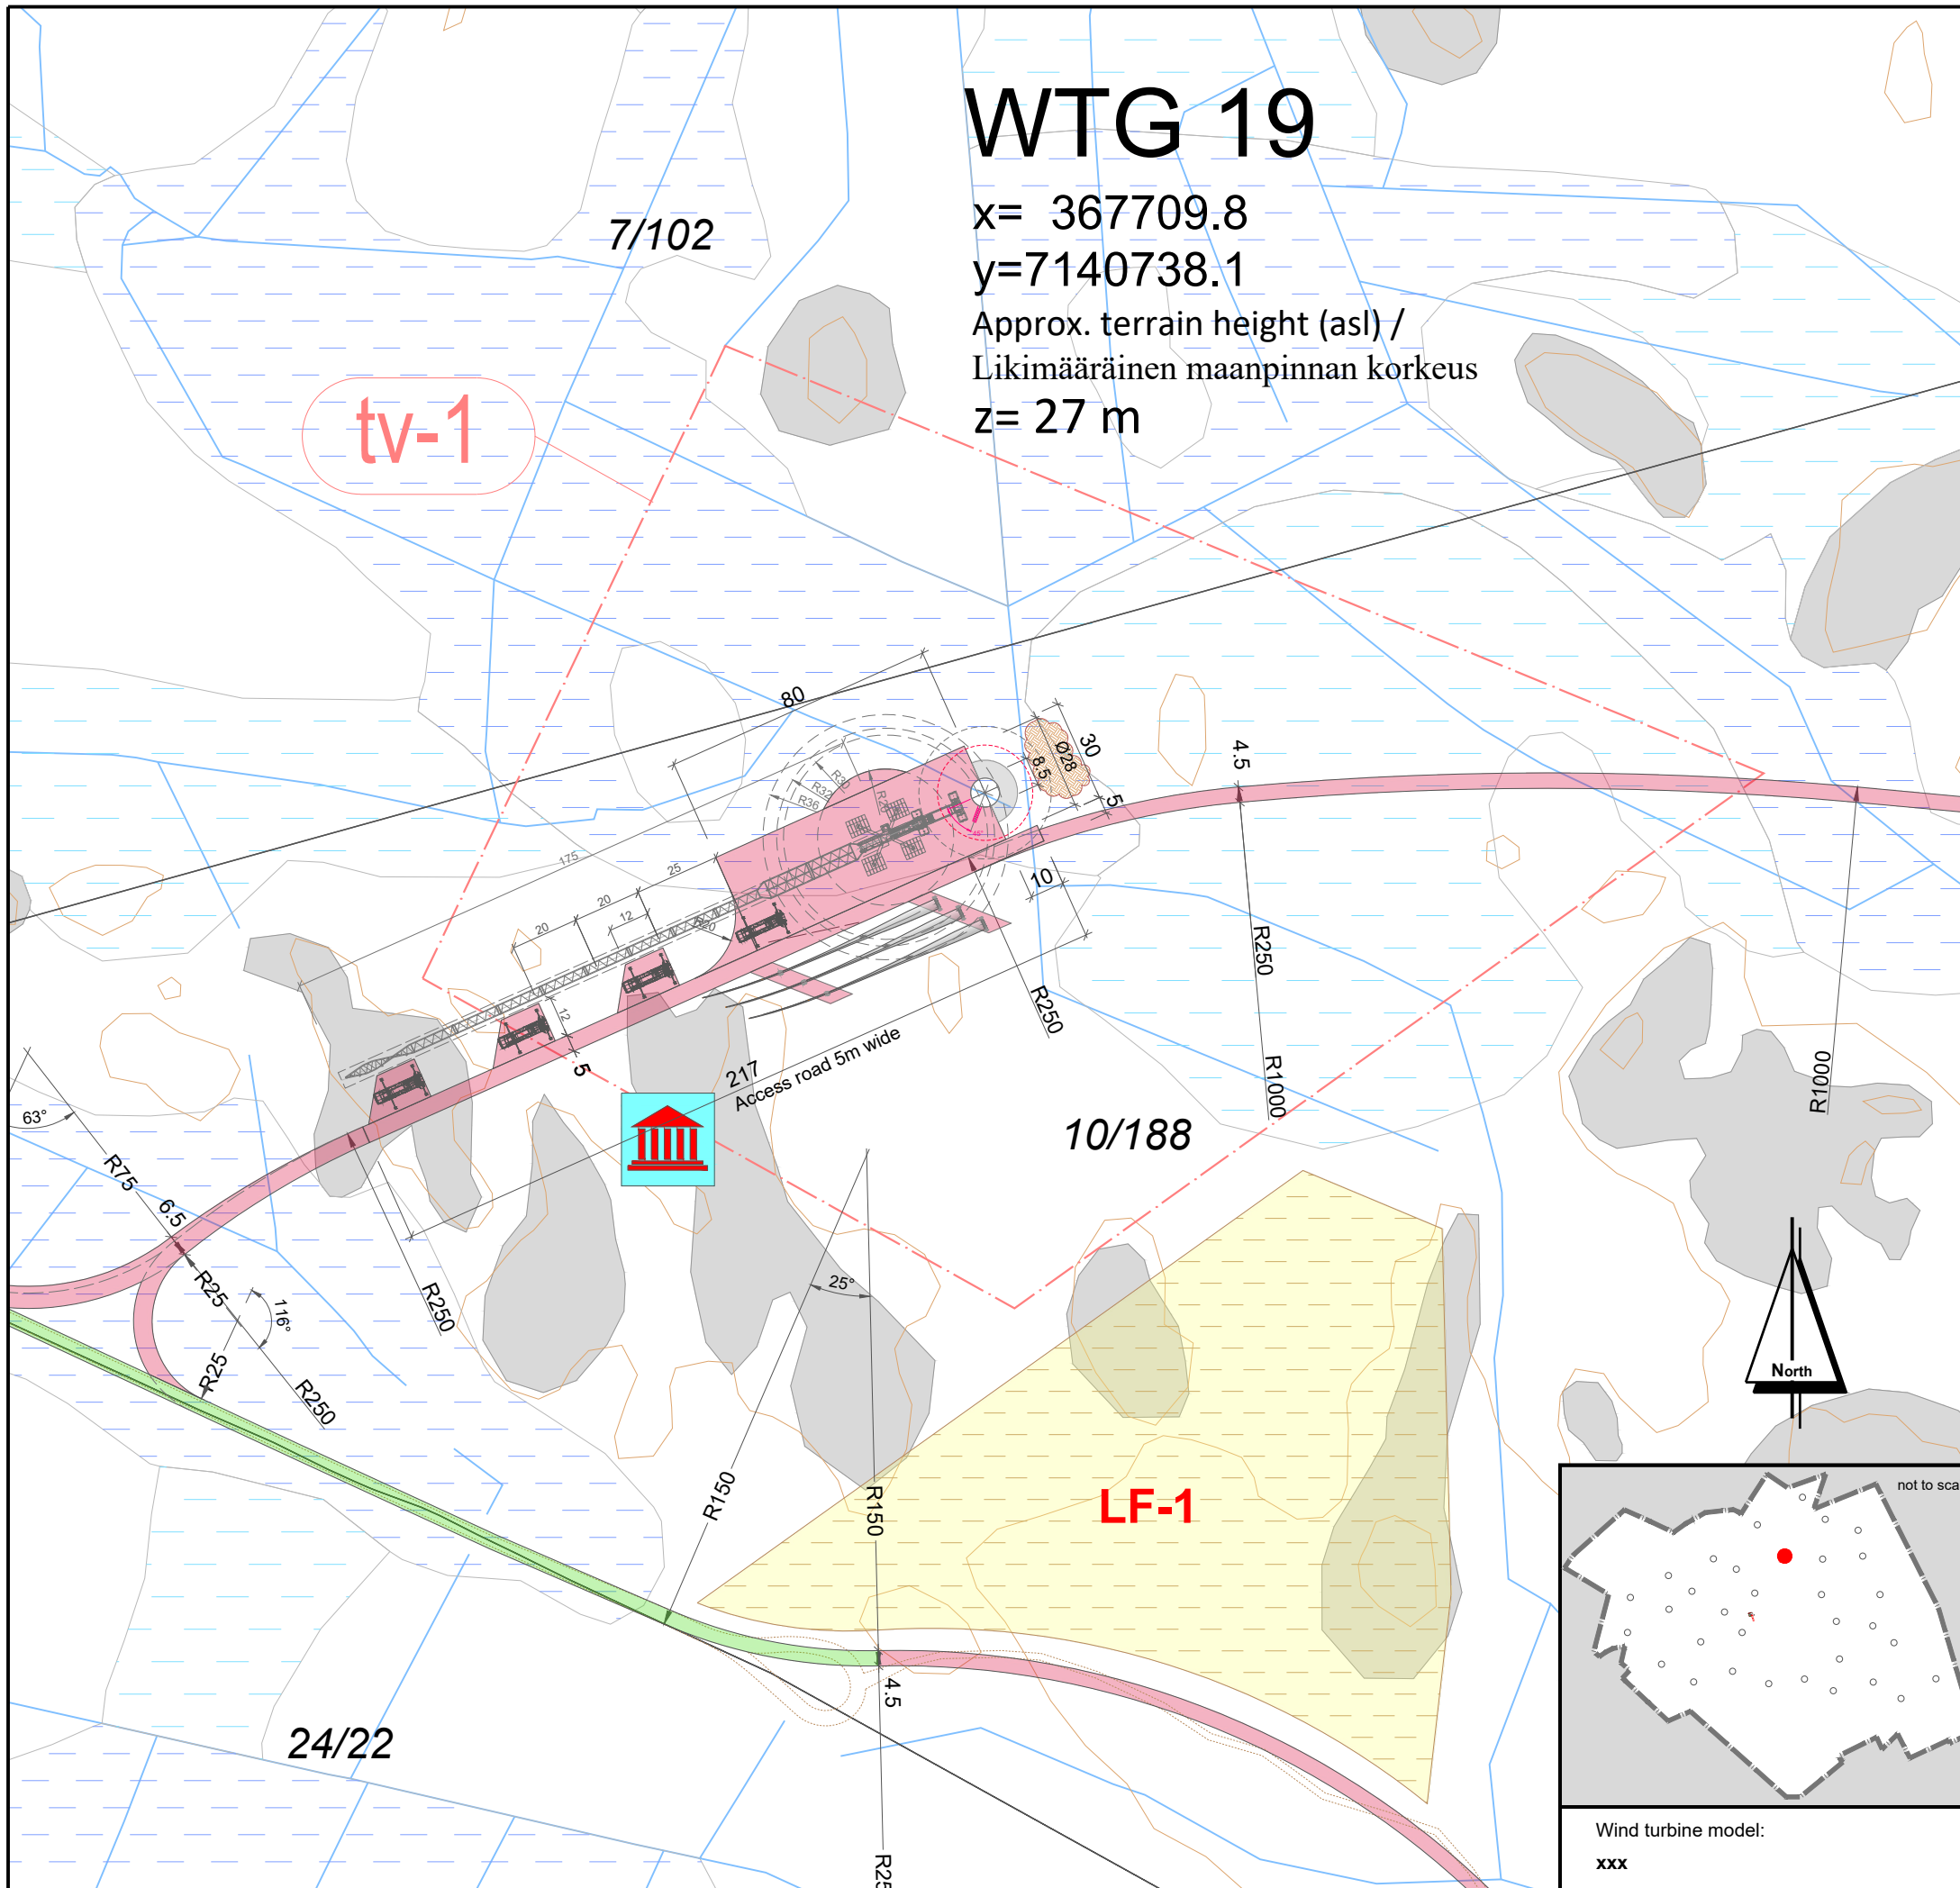 WTG 19
x= 367709.8
y=7140738.1
Approx. terrain height (asl) /
Likimääräinen maanpinnan korkeus
z= 27 m
7/102
tv-1
80
30
Ø28
8.5
5
4.5
R30
R32
R36
175
25
20
20
12
12
5
10
R250
R250
R1000
R1000
217
Access road 5m wide
10/188
63°
R75
6.5
R25
116°
R25
R250
R250
25°
R150
R150
LF-1
4.5
24/22
North
Wind turbine model:
xxx